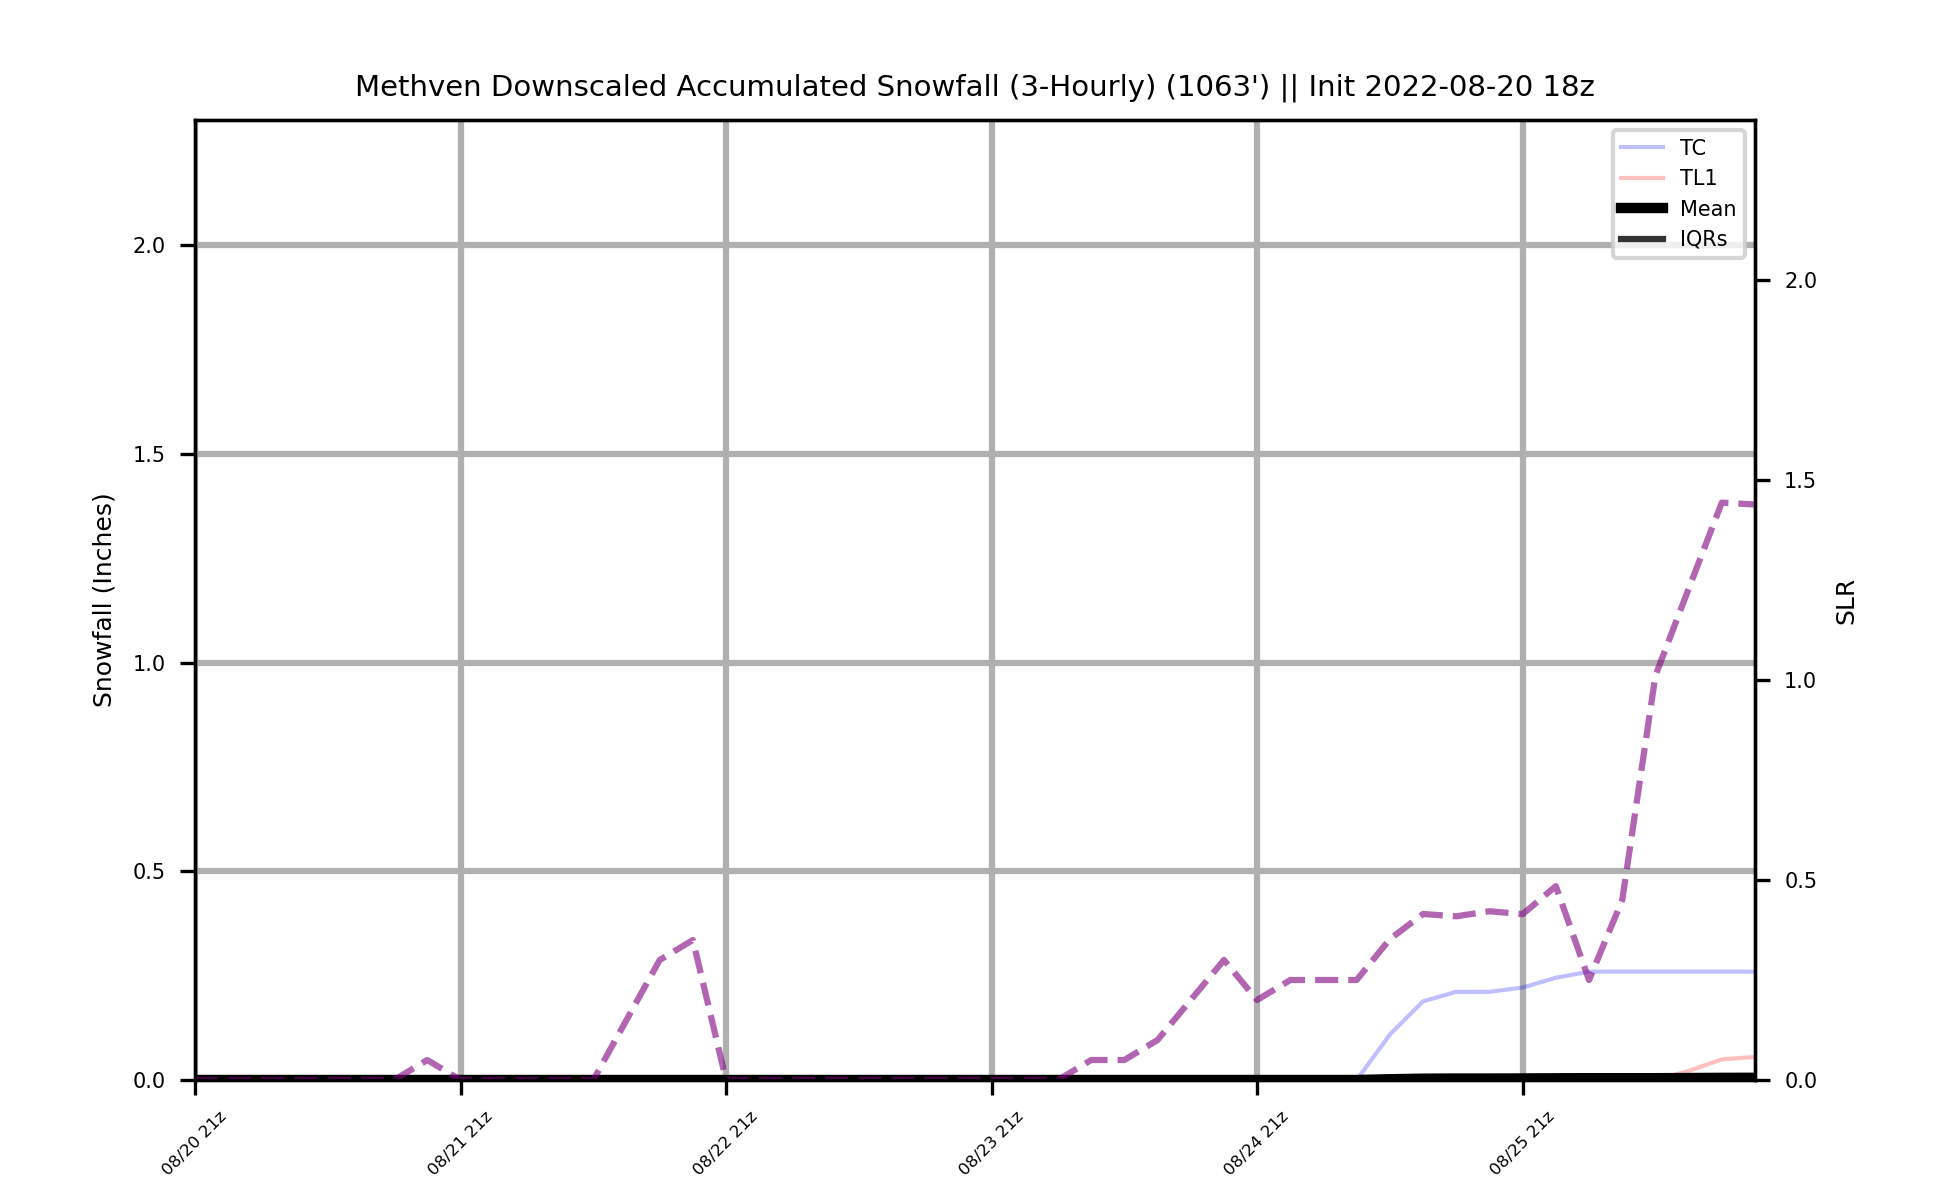 Methven Downscaled Accumulated Snowfall (3-Hourly) (1063') || Init 2022-08-20 18z
TC
TL1
Mean
IQRs
Snowfall (Inches)
2.0
1.5
1.0
0.5
0.0
2.0
1.5
1.0
0.5
0.0
SLR
08/20 21z
08/21 21z
08/22 21z
08/23 21z
08/24 21z
08/25 21z